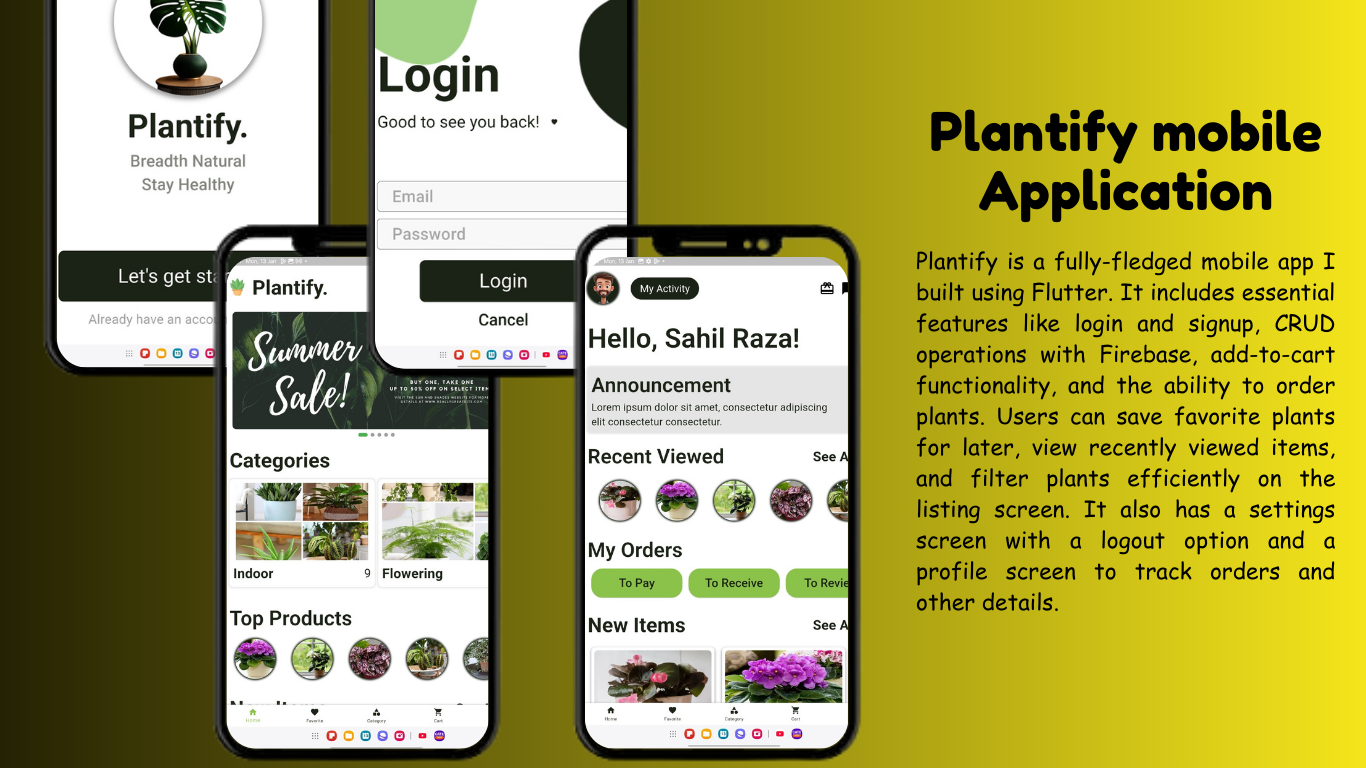 Plantify.
Breadth Natural
Stay Healthy
Let's get sta
Already have an acco
Login
Good to see you back!
Email
Password
Login
Cancel
Mon, 13 Jan
Plantify.
Summer
Sale!
BUY ONE, TAKE ONE
UP TO 50% OFF ON SELECT ITEM
Categories
Indoor 9
Flowering
Top Products
Home
Favorite
Category
Cart
Mon, 13 Jan
My Activity
Hello, Sahil Raza!
Announcement
Lorem ipsum dolor sit amet, consectetur adipiscing
elit consectetur consectetur.
Recent Viewed See A
My Orders
To Pay
To Receive
To Revie
New Items See A
Home
Favorite
Category
Cart
Plantify mobile
Application
Plantify is a fully-fledged mobile app I
built using Flutter. It includes essential
features like login and signup, CRUD
operations with Firebase, add-to-cart
functionality, and the ability to order
plants. Users can save favorite plants
for later, view recently viewed items,
and filter plants efficiently on the
listing screen. It also has a settings
screen with a logout option and a
profile screen to track orders and
other details.